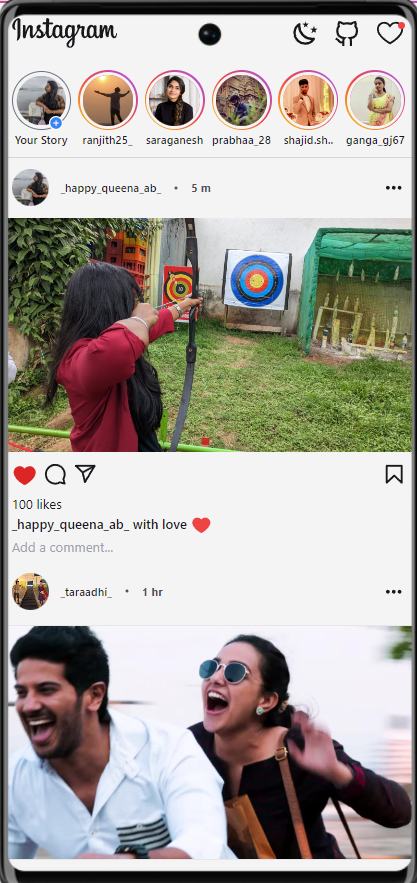 Instagram
Your Story ranjith25_ saraganesh prabhaa_28 shajid.sh.. ganga_gj67
_happy_queena_ab_ • 5 m
100 likes
_happy_queena_ab_ with love ❤️
Add a comment...
_taraadhi_ • 1 hr